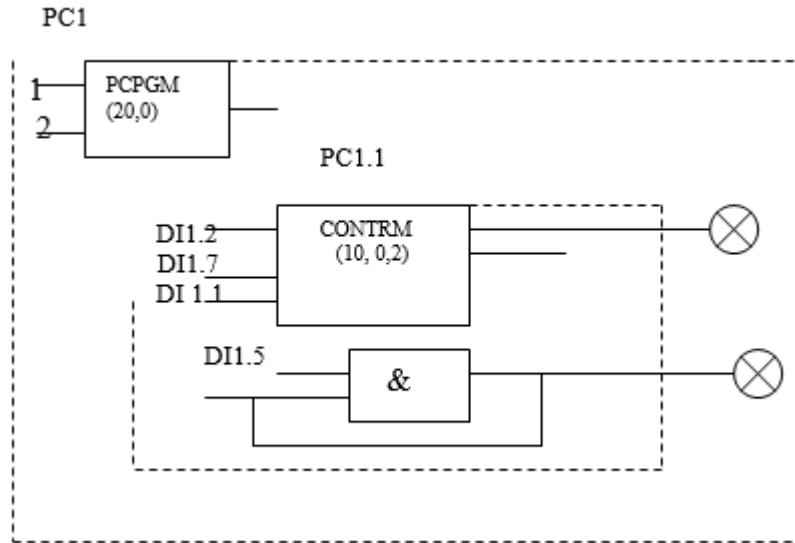 PC1
1
PCPGM
(20,0)
2
PC1.1
DI1.2
CONTRM
(10, 0,2)
DI1.7
DI 1.1
DI1.5
&